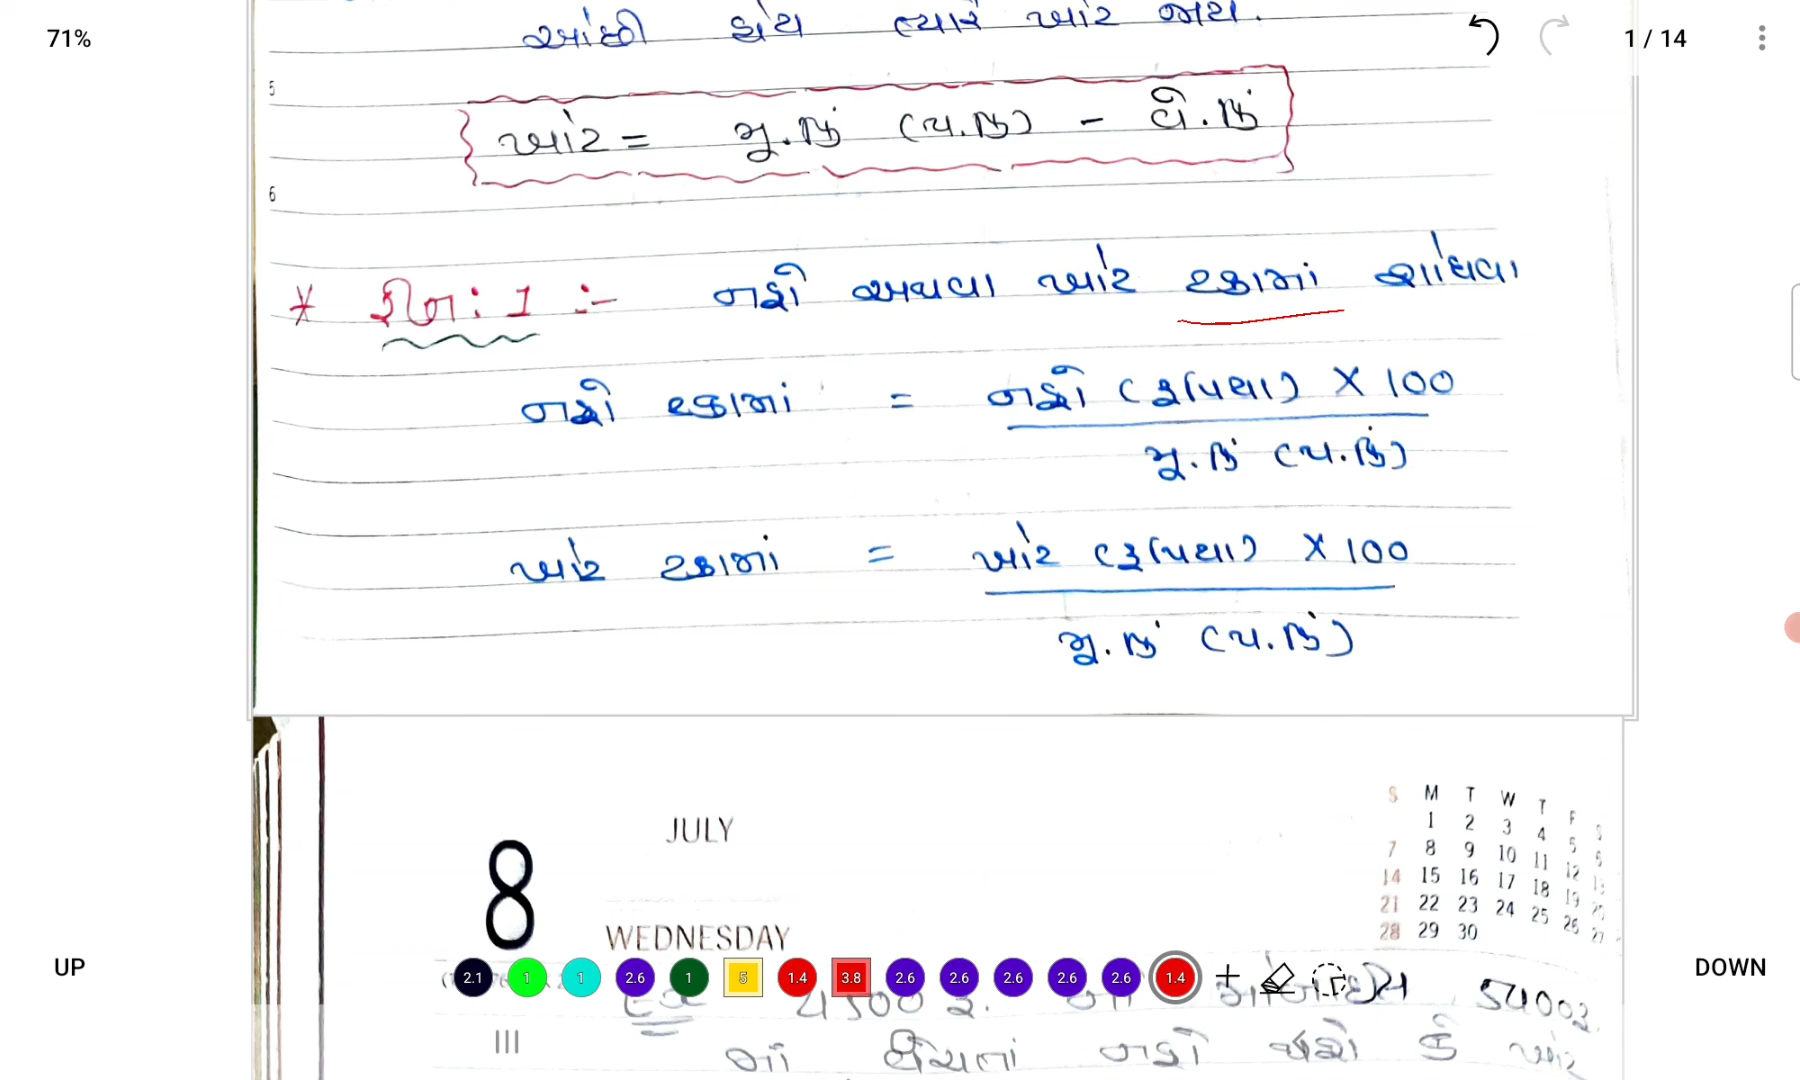 71%
ઓછી હોય ત્યારે ખોટ જાય.
1 / 14
5
ખોટ = મૂ.કિં (પ.કિં) - વે.કિં
6
* રીત : 1 :- નફો અથવા ખોટ ટકામાં શોધવા
નફો ટકામાં = નફો (રૂપિયા) X 100
મૂ.કિં (પ.કિં)
ખોટ ટકામાં = ખોટ (રૂપિયા) X 100
મૂ.કિં (પ.કિં)
8
JULY
WEDNESDAY
S M T W T F S
1 2 3 4 5 6
7 8 9 10 11 12 13
14 15 16 17 18 19 20
21 22 23 24 25 26 27
28 29 30
UP
2.1 1 1 2.6 1 5 1.4 3.8 2.6 2.6 2.6 2.6 2.6 1.4 +
DOWN
રૂ.
માં વેચતાં નફો થશે કે ખોટ